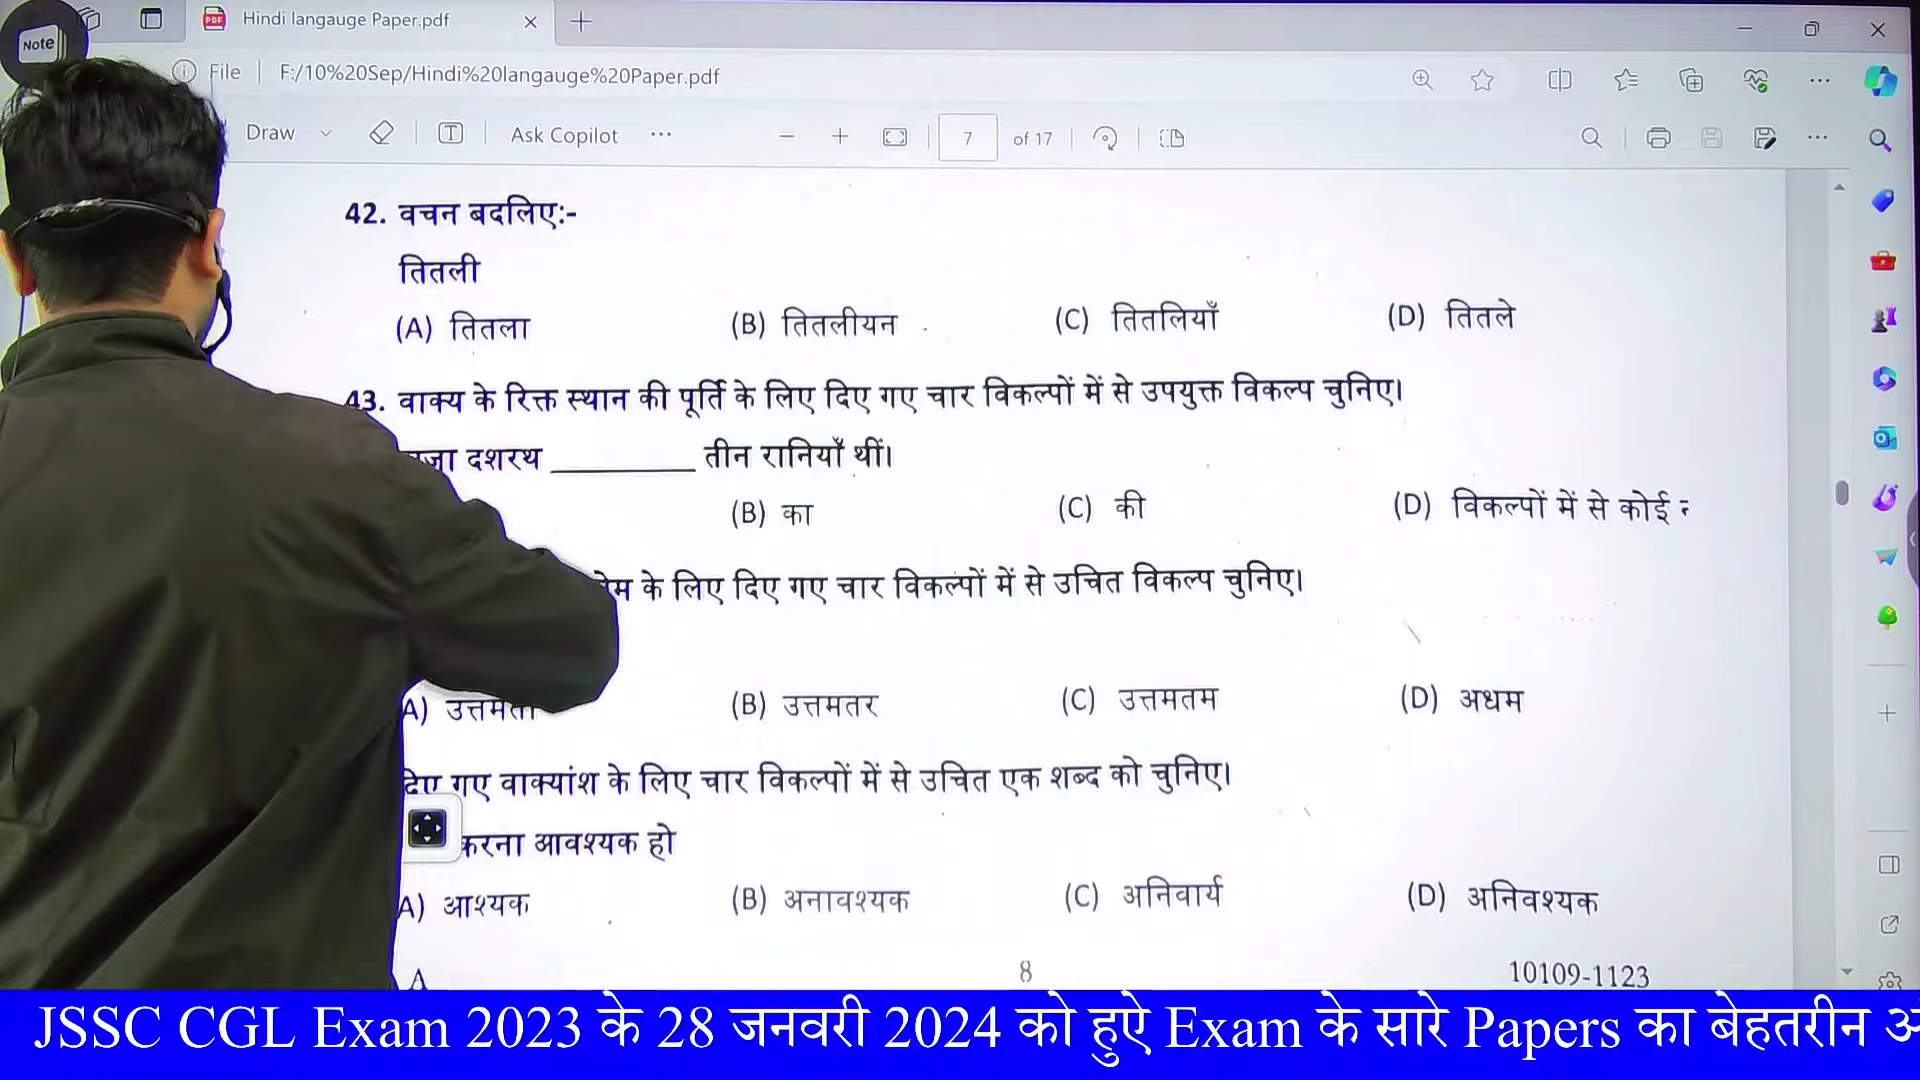 Note
Hindi langauge Paper.pdf
File F:/10%20Sep/Hindi%20langauge%20Paper.pdf
Draw Ask Copilot 7 of 17
42. वचन बदलिए:-
तितली
(A) तितला (B) तितलीयन (C) तितलियाँ (D) तितले
43. वाक्य के रिक्त स्थान की पूर्ति के लिए दिए गए चार विकल्पों में से उपयुक्त विकल्प चुनिए।
दशरथ __________ तीन रानियाँ थीं।
(B) का (C) की (D) विकल्पों में से कोई
के लिए दिए गए चार विकल्पों में से उचित विकल्प चुनिए।
A) उत्तमता (B) उत्तमतर (C) उत्तमतम (D) अधम
दिए गए वाक्यांश के लिए चार विकल्पों में से उचित एक शब्द को चुनिए।
करना आवश्यक हो
A) आश्यक (B) अनावश्यक (C) अनिवार्य (D) अनिवश्यक
A 8 10109-1123
JSSC CGL Exam 2023 के 28 जनवरी 2024 को हुऐ Exam के सारे Papers का बेहतरीन